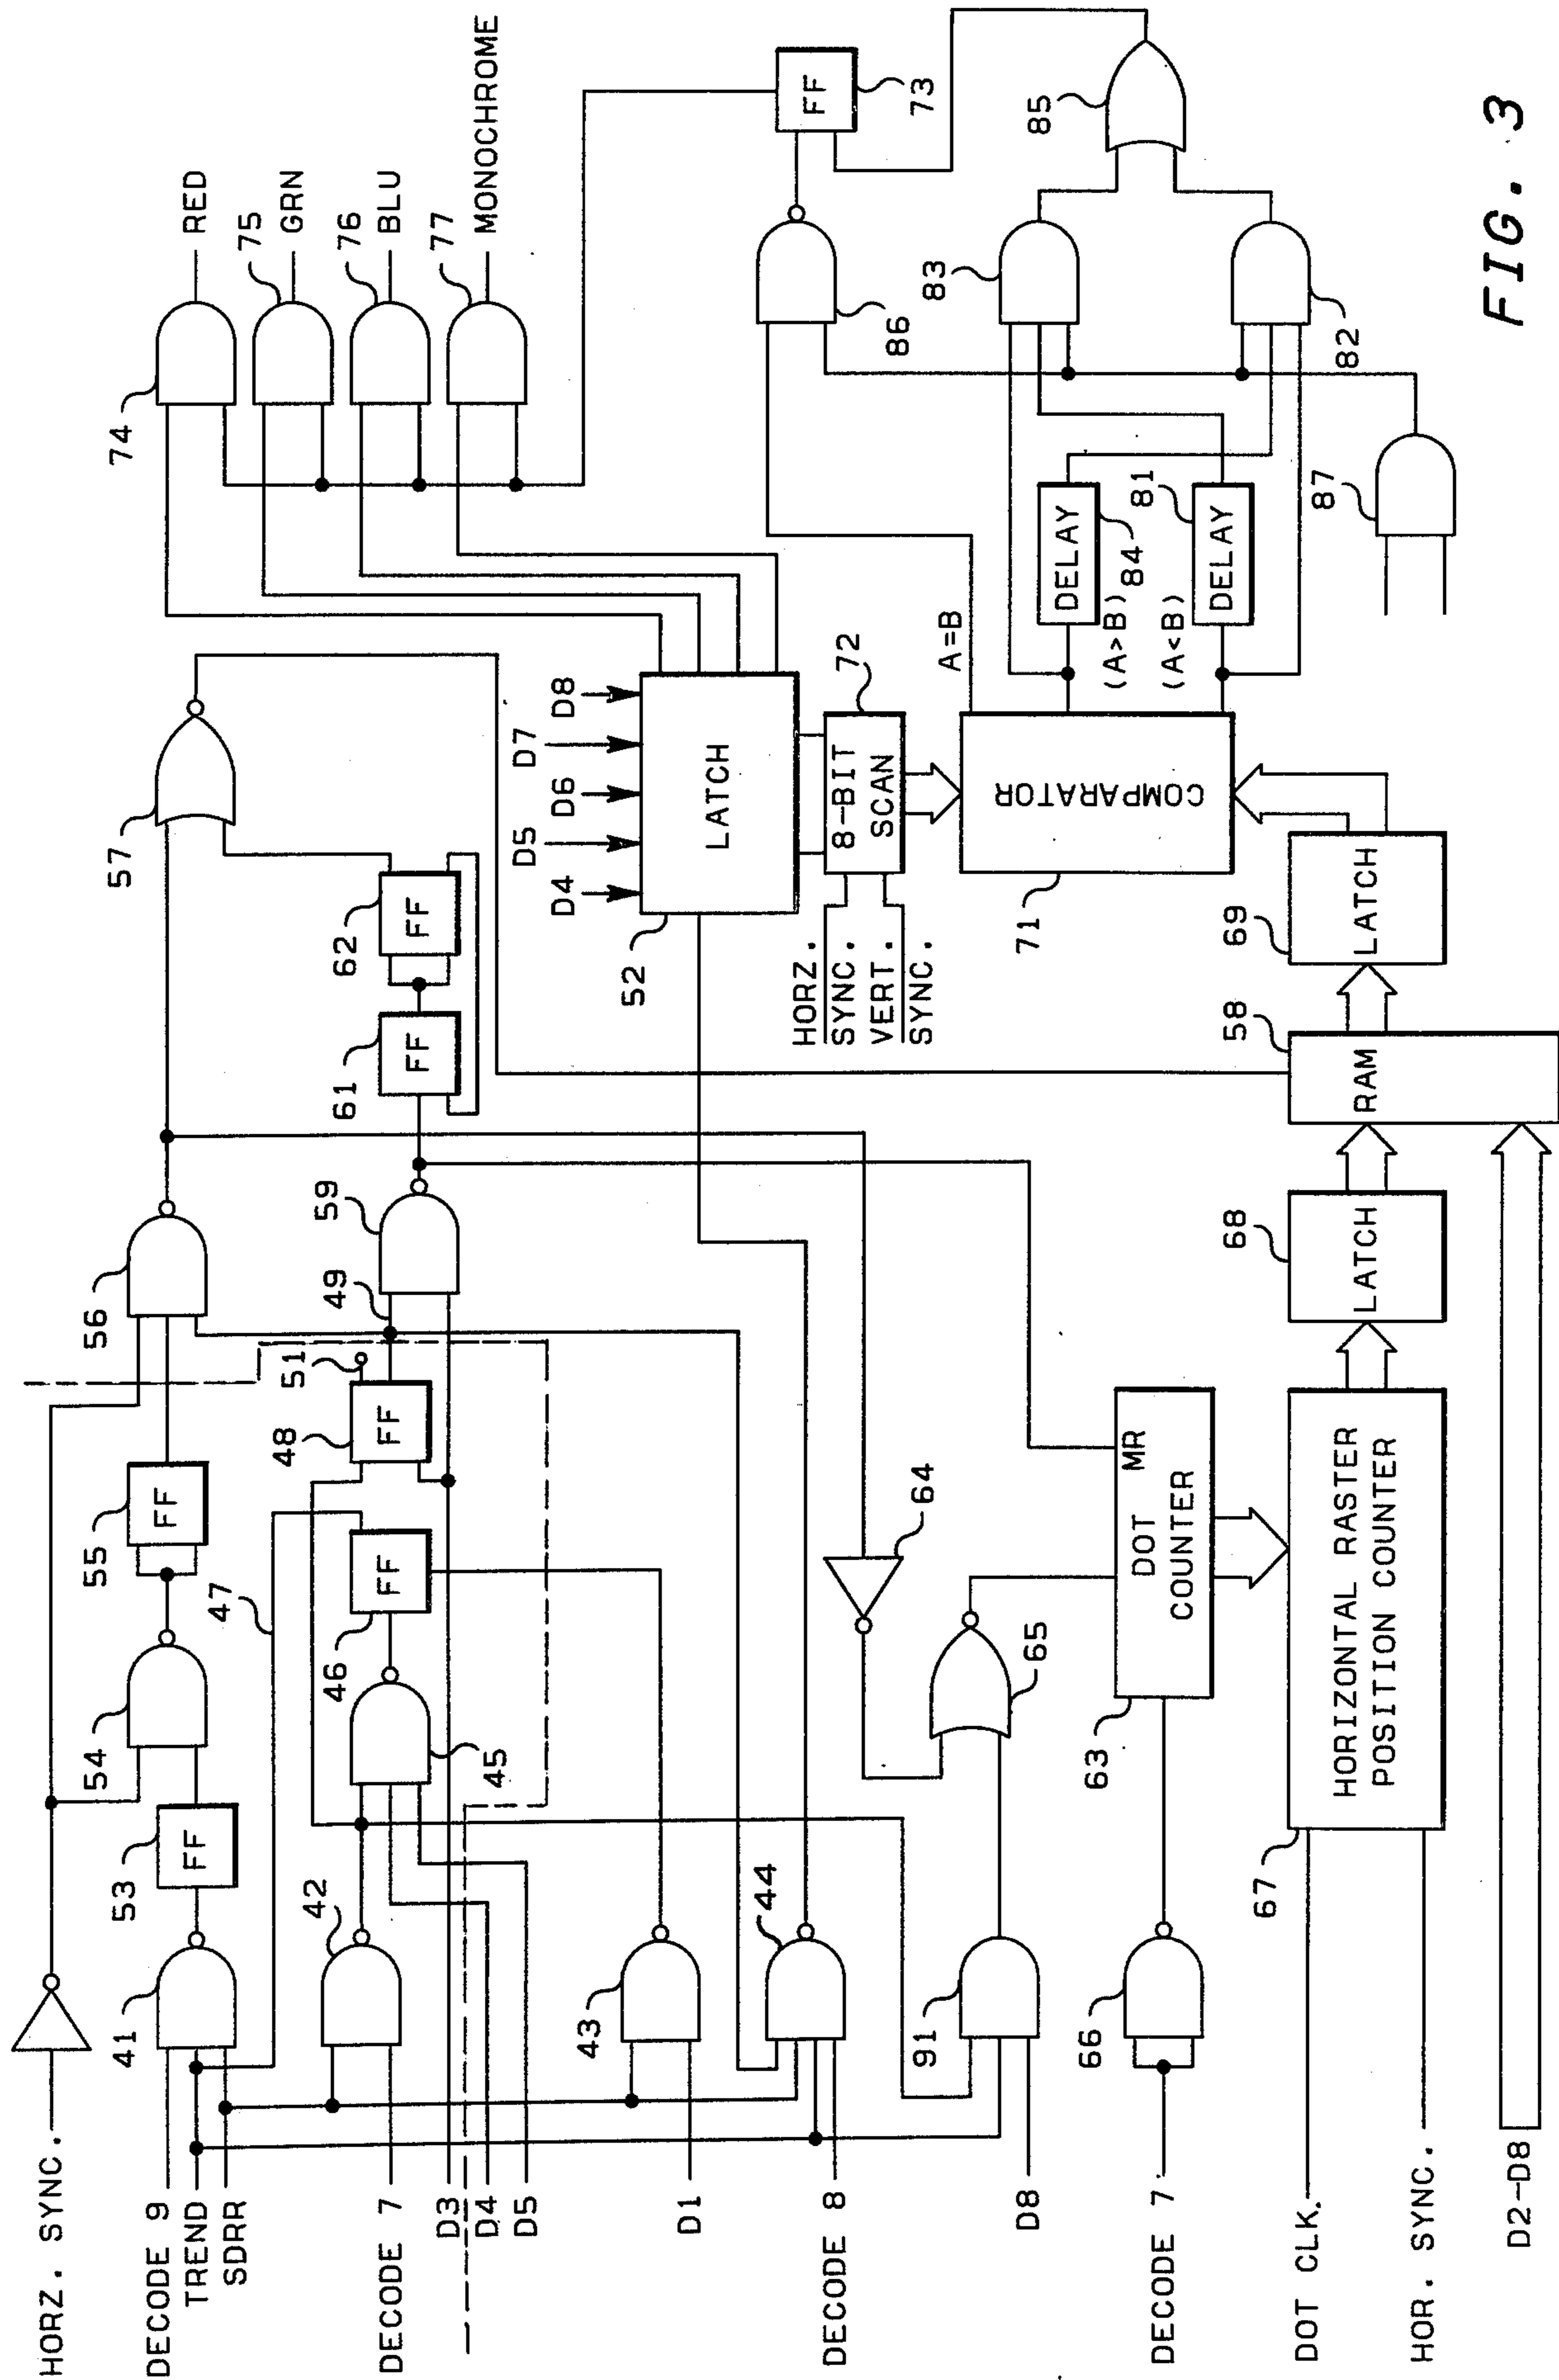 HORZ. SYNC.
DECODE 9
TREND
SDRR
DECODE 7
D3
D4
D5
D1
DECODE 8
D8
DECODE 7
DOT CLK.
HOR. SYNC.
D2-D8
41
42
43
44
91
66
53
FF
54
55
FF
47
45
46
FF
48
FF
51
49
56
59
57
61
FF
62
FF
64
65
63
DOT
COUNTER
MR
67
HORIZONTAL RASTER
POSITION COUNTER
68
LATCH
58
RAM
69
LATCH
52
LATCH
D4
D5
D6
D7
D8
HORZ.
SYNC.
VERT.
SYNC.
72
8-BIT
SCAN
71
COMPARATOR
A=B
(A>B)
(A<B)
DELAY
84
DELAY
81
83
82
85
86
87
FF
73
74
RED
75
GRN
76
BLU
77
MONOCHROME
FIG. 3